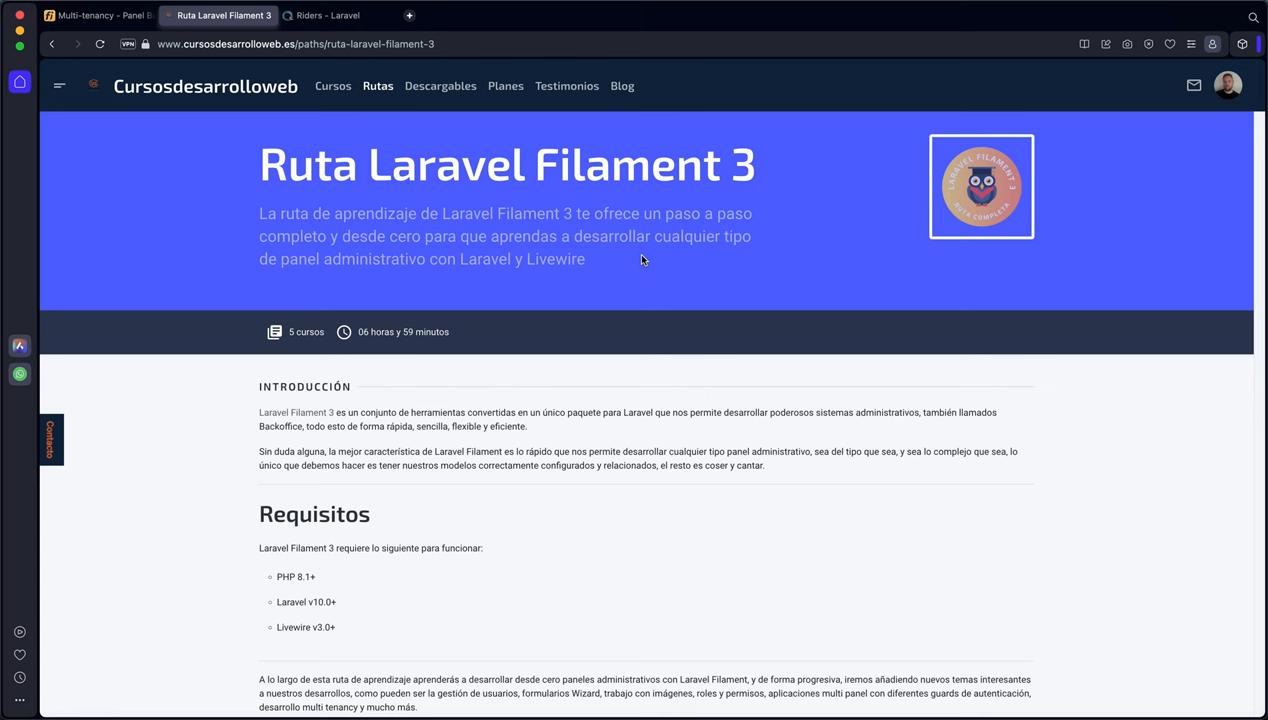 Multi-tenancy - Panel B
Ruta Laravel Filament 3
Riders - Laravel
VPN
www.cursosdesarrolloweb.es/paths/ruta-laravel-filament-3
Cursosdesarrolloweb
Cursos
Rutas
Descargables
Planes
Testimonios
Blog
Ruta Laravel Filament 3
La ruta de aprendizaje de Laravel Filament 3 te ofrece un paso a paso
completo y desde cero para que aprendas a desarrollar cualquier tipo
de panel administrativo con Laravel y Livewire
LARAVEL FILAMENT 3
RUTA COMPLETA
5 cursos
06 horas y 59 minutos
INTRODUCCIÓN
Laravel Filament 3 es un conjunto de herramientas convertidas en un único paquete para Laravel que nos permite desarrollar poderosos sistemas administrativos, también llamados
Backoffice, todo esto de forma rápida, sencilla, flexible y eficiente.
Contacto
Sin duda alguna, la mejor característica de Laravel Filament es lo rápido que nos permite desarrollar cualquier tipo panel administrativo, sea del tipo que sea, y sea lo complejo que sea, lo
único que debemos hacer es tener nuestros modelos correctamente configurados y relacionados, el resto es coser y cantar.
Requisitos
Laravel Filament 3 requiere lo siguiente para funcionar:
PHP 8.1+
Laravel v10.0+
Livewire v3.0+
A lo largo de esta ruta de aprendizaje aprenderás a desarrollar desde cero paneles administrativos con Laravel Filament, y de forma progresiva, iremos añadiendo nuevos temas interesantes
a nuestros desarrollos, como pueden ser la gestión de usuarios, formularios Wizard, trabajo con imágenes, roles y permisos, aplicaciones multi panel con diferentes guards de autenticación,
desarrollo multi tenancy y mucho más.